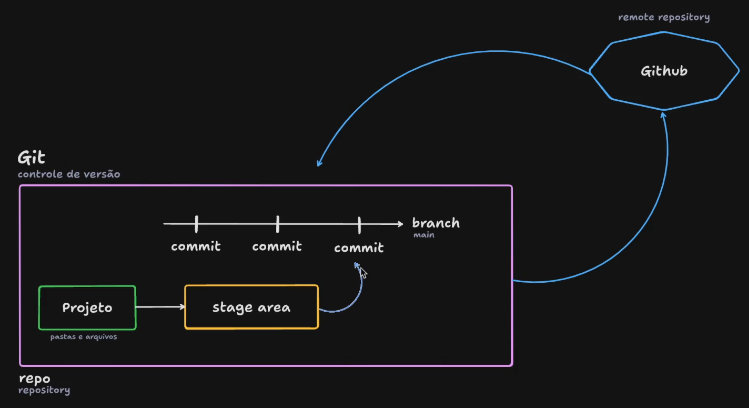 remote repository
Github
Git
controle de versão
branch
main
commit commit commit
Projeto
stage area
pastas e arquivos
repo
repository